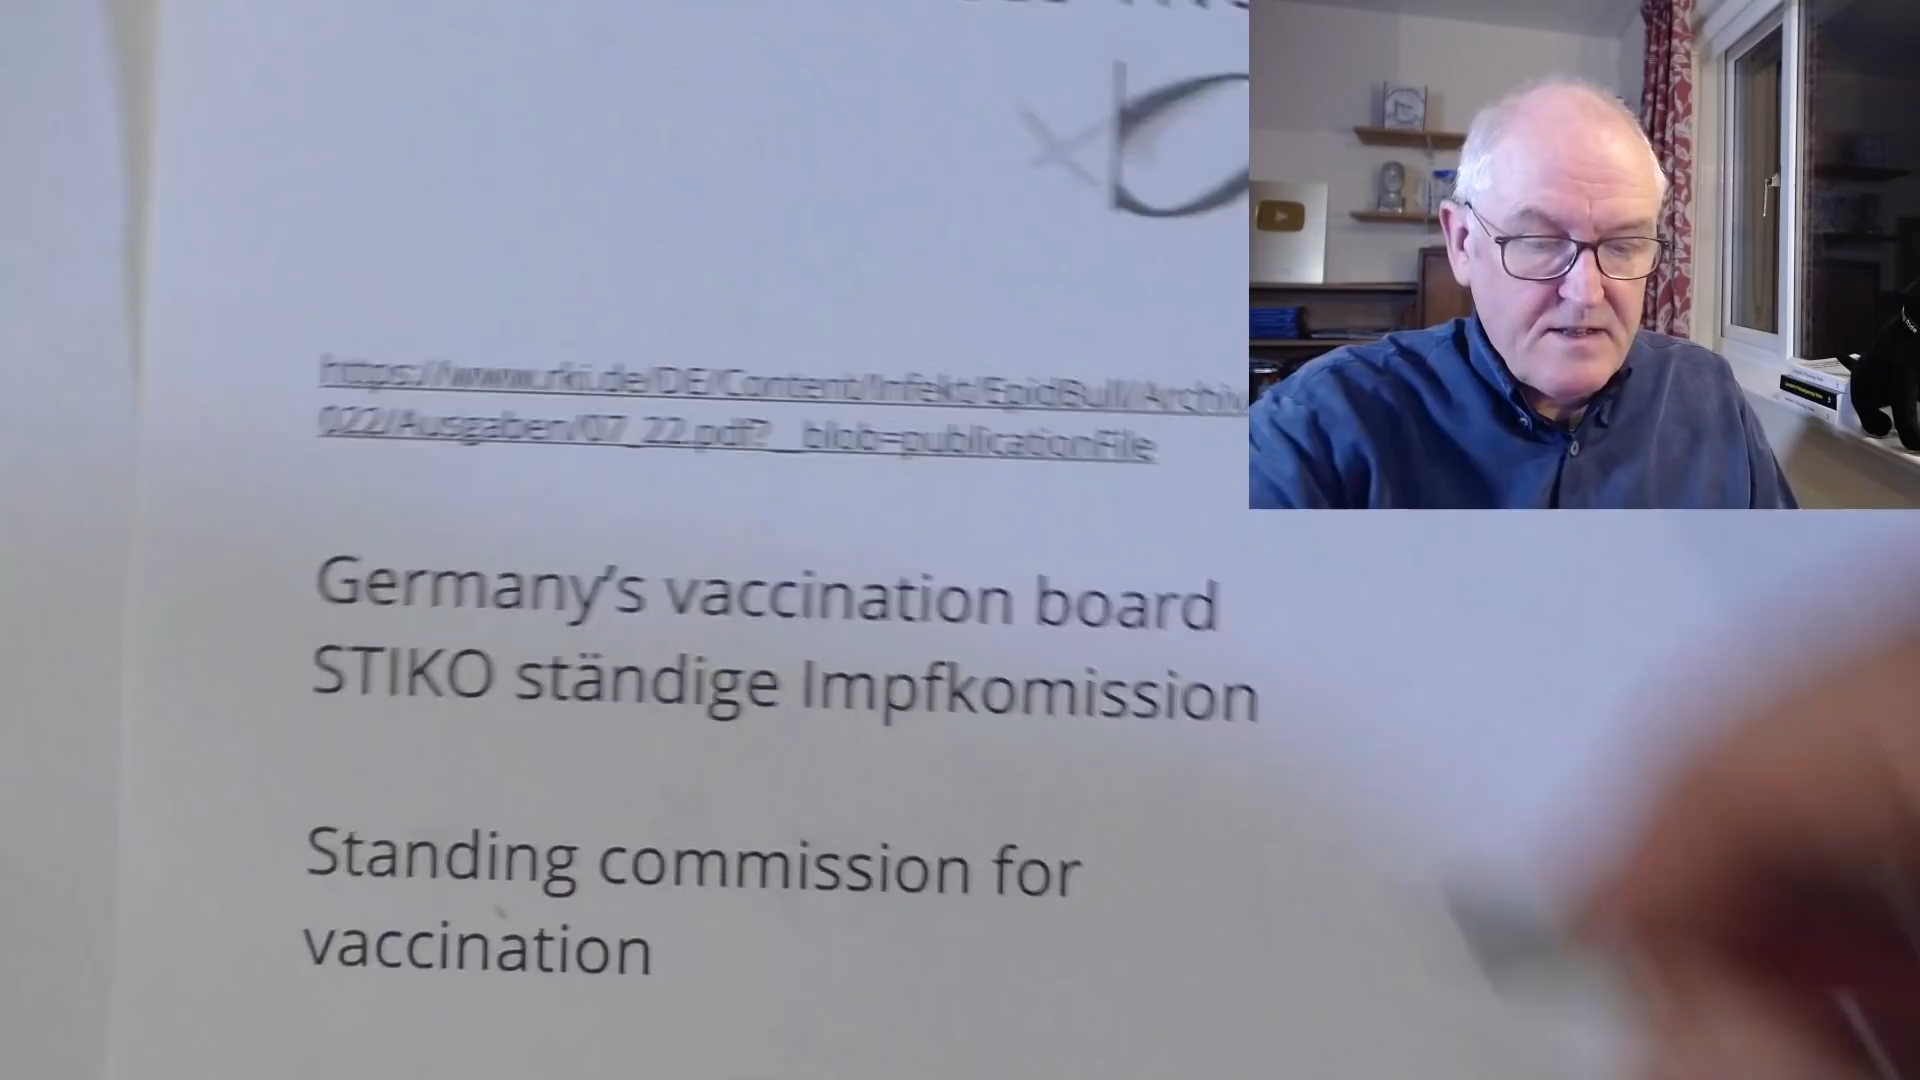 https://www.rki.de/DE/Content/Infekt/EpidBull/Archiv
022/Ausgaben/07_22.pdf?__blob=publicationFile
Germany's vaccination board
STIKO ständige Impfkomission
Standing commission for
vaccination